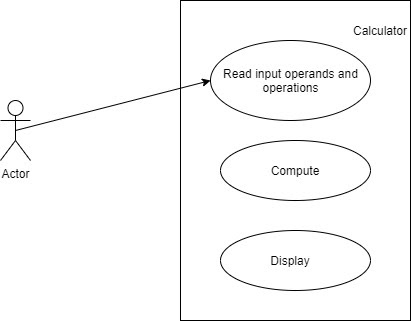 Calculator
Read input operands and
operations
Actor
Compute
Display